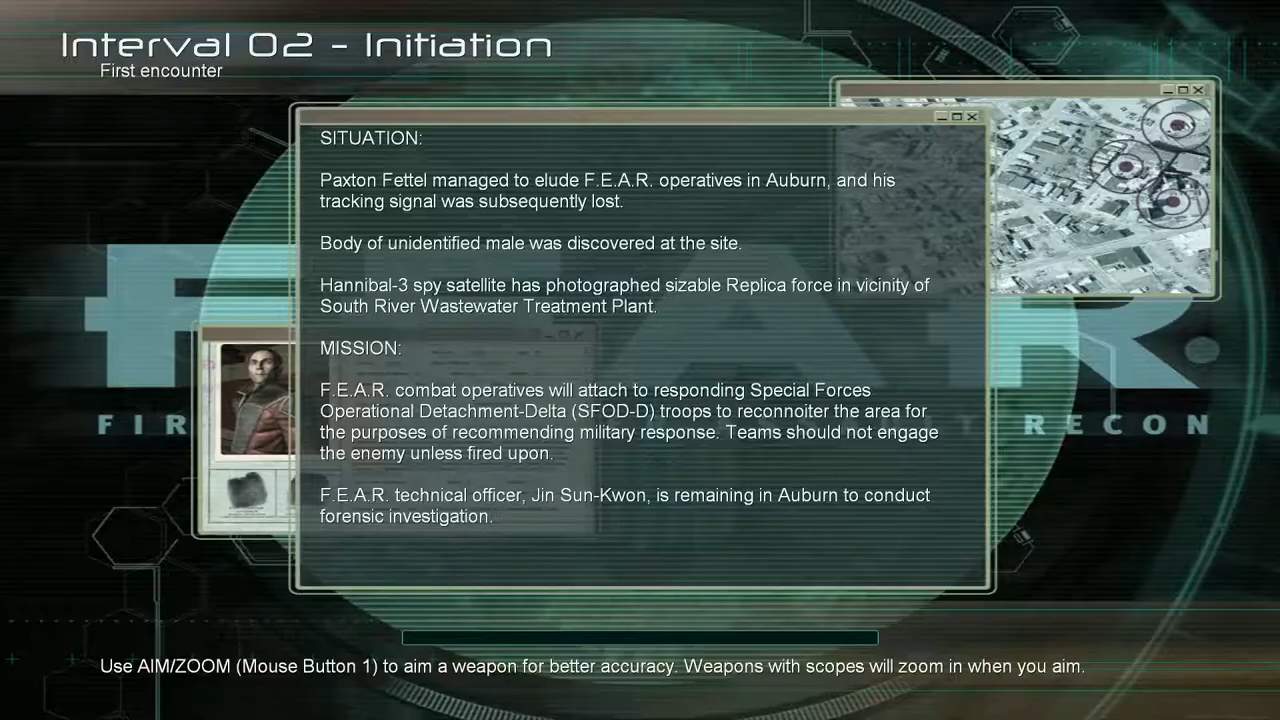 Interval 02 - Initiation
First encounter
SITUATION:
Paxton Fettel managed to elude F.E.A.R. operatives in Auburn, and his
tracking signal was subsequently lost.
Body of unidentified male was discovered at the site.
Hannibal-3 spy satellite has photographed sizable Replica force in vicinity of
South River Wastewater Treatment Plant.
MISSION:
F.E.A.R. combat operatives will attach to responding Special Forces
Operational Detachment-Delta (SFOD-D) troops to reconnoiter the area for
the purposes of recommending military response. Teams should not engage
the enemy unless fired upon.
F.E.A.R. technical officer, Jin Sun-Kwon, is remaining in Auburn to conduct
forensic investigation.
RECON
Use AIM/ZOOM (Mouse Button 1) to aim a weapon for better accuracy. Weapons with scopes will zoom in when you aim.